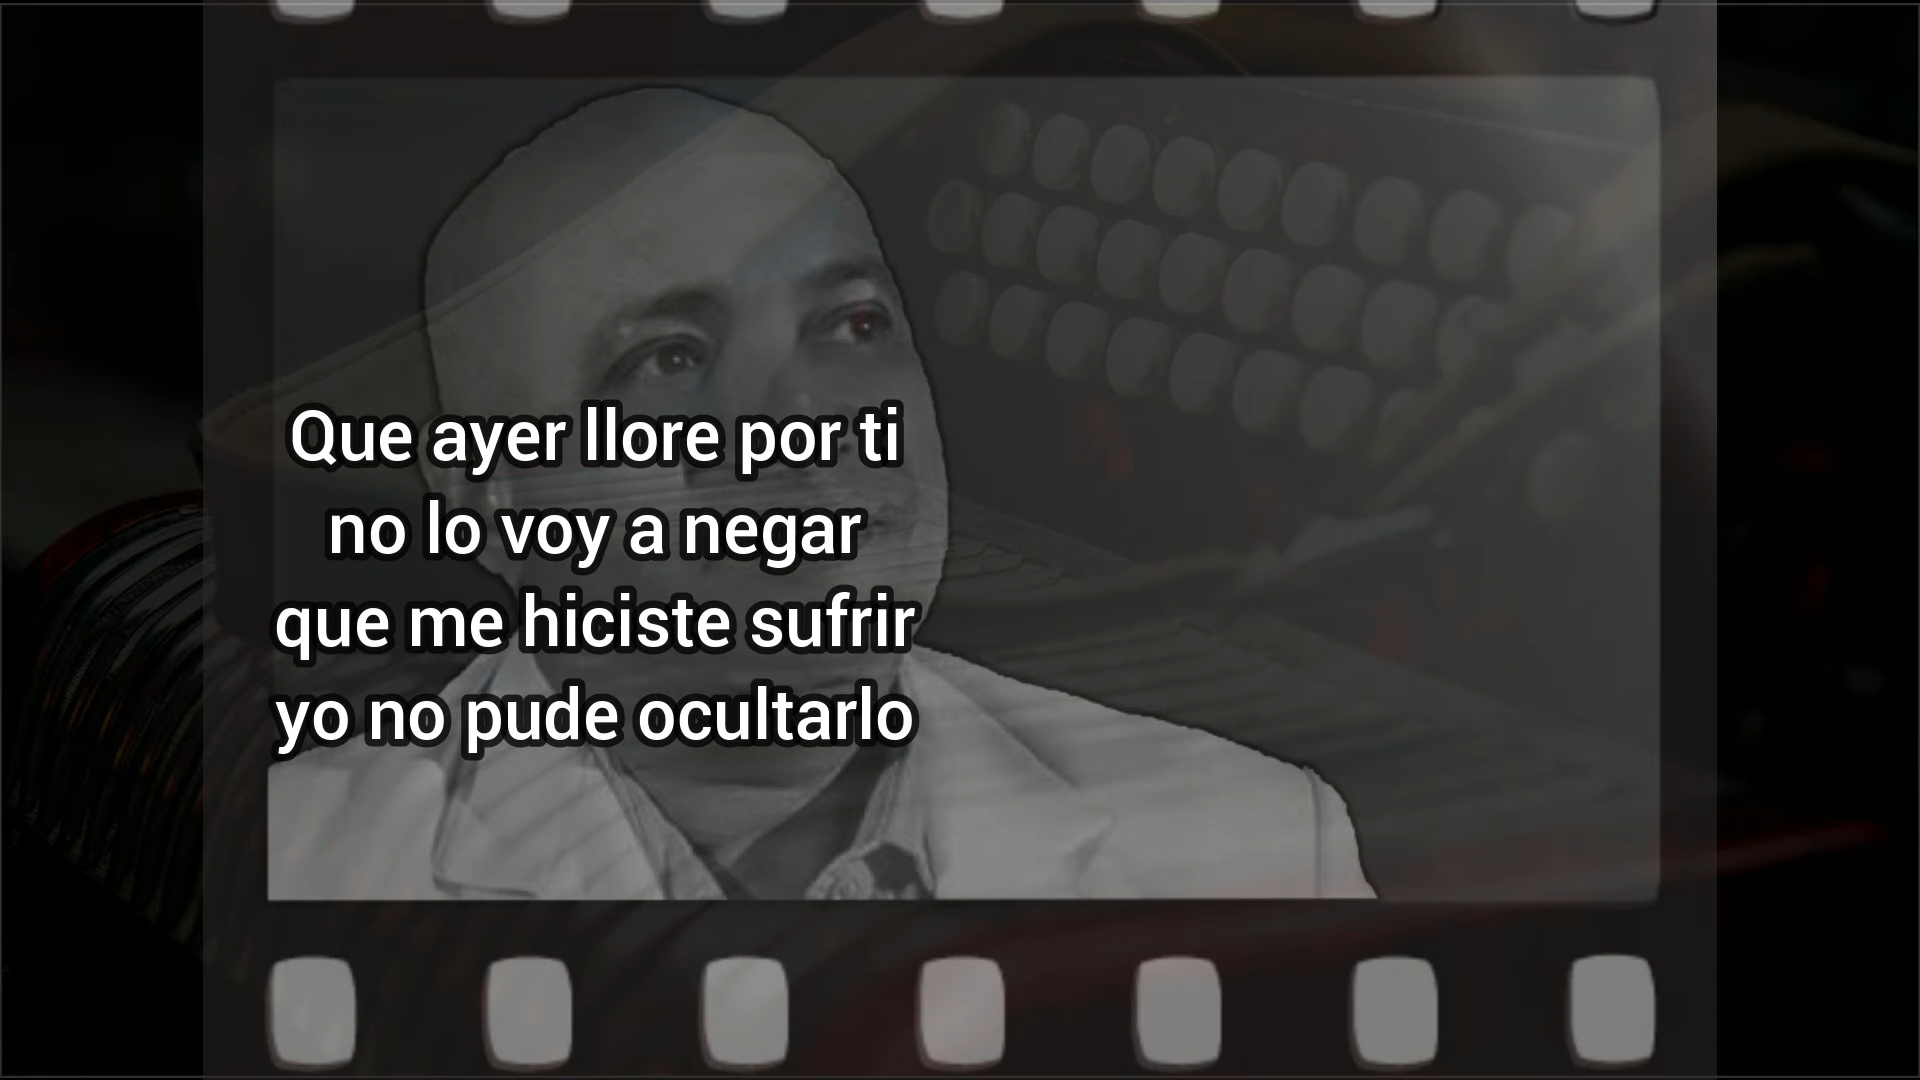 Que ayer llore por ti
no lo voy a negar
que me hiciste sufrir
yo no pude ocultarlo